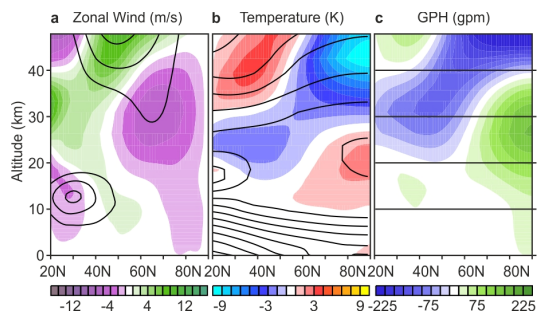 a Zonal Wind (m/s) b Temperature (K) c GPH (gpm)
Altitude (km)
40
30
20
10
0
20N 40N 60N 80N 20N 40N 60N 80N 20N 40N 60N 80N
-12 -4 4 12 -9 -3 3 9 -225 -75 75 225